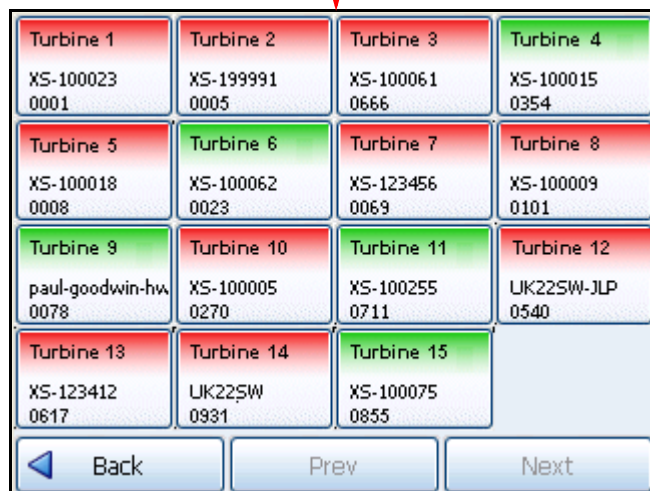 Turbine 1
XS-100023
0001
Turbine 2
XS-199991
0005
Turbine 3
XS-100061
0666
Turbine 4
XS-100015
0354
Turbine 5
XS-100018
0008
Turbine 6
XS-100062
0023
Turbine 7
XS-123456
0069
Turbine 8
XS-100009
0101
Turbine 9
paul-goodwin-hw
0078
Turbine 10
XS-100005
0270
Turbine 11
XS-100255
0711
Turbine 12
UK22SW-JLP
0540
Turbine 13
XS-123412
0617
Turbine 14
UK22SW
0931
Turbine 15
XS-100075
0855
Back
Prev
Next